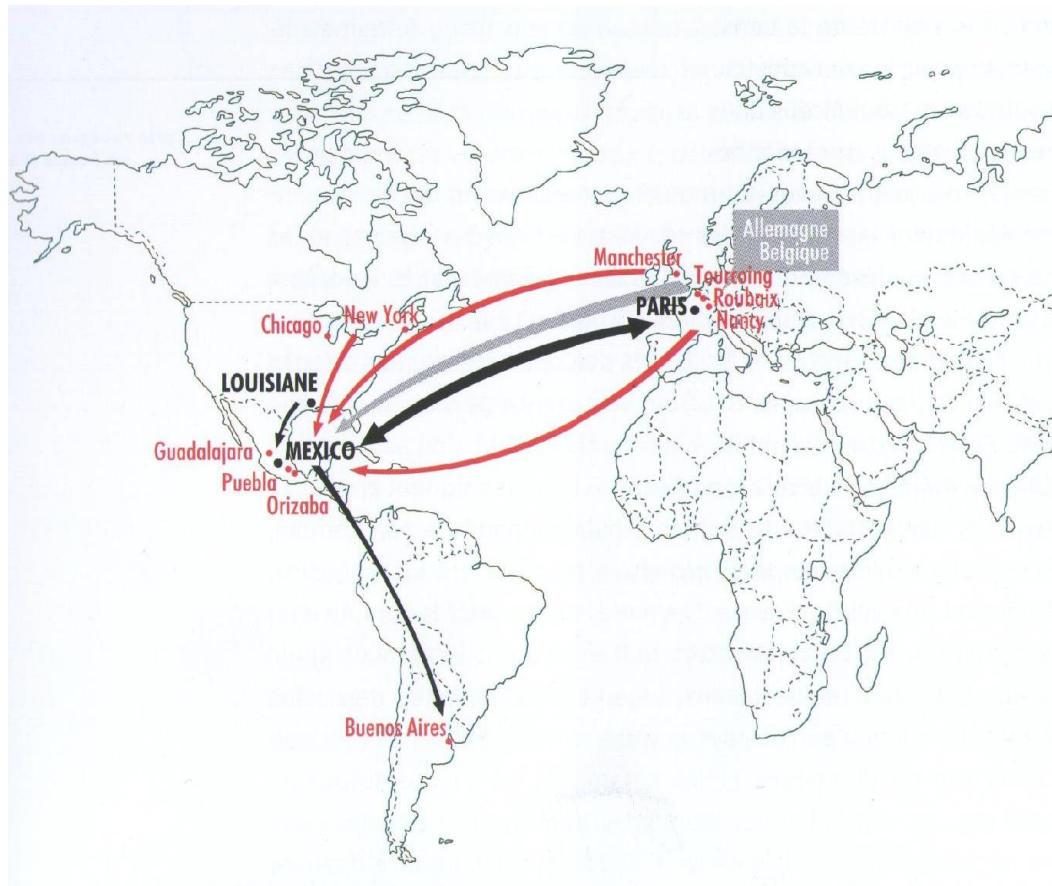 Allemagne
Belgique
Manchester
Tourcoing
Roubaix
PARIS
Nancy
Chicago
New York
LOUISIANE
Guadalajara
MEXICO
Puebla
Orizaba
Buenos Aires